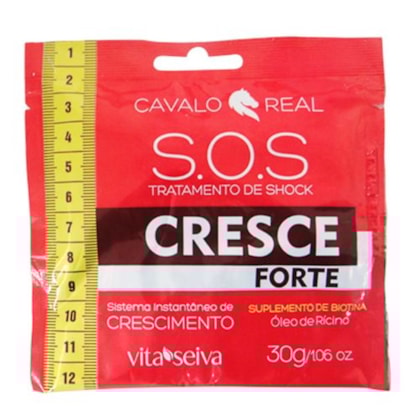 1
2
3
4
5
6
7
8
9
10
11
12
CAVALO REAL
S.O.S
TRATAMENTO DE SHOCK
CRESCE
FORTE
Sistema instantâneo de
CRESCIMENTO
SUPLEMENTO DE BIOTINA
Óleo de Rícino
vita seiva
30g/1.06 oz.